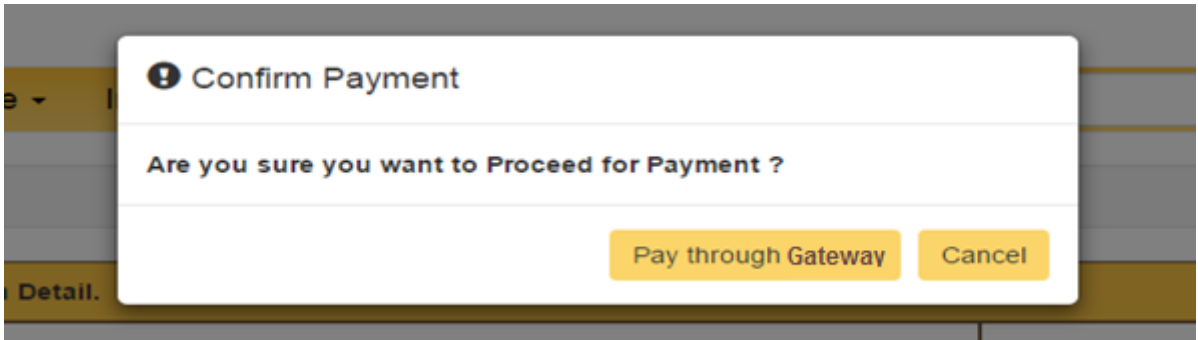 Confirm Payment
e
Are you sure you want to Proceed for Payment ?
Pay through Gateway Cancel
Detail.